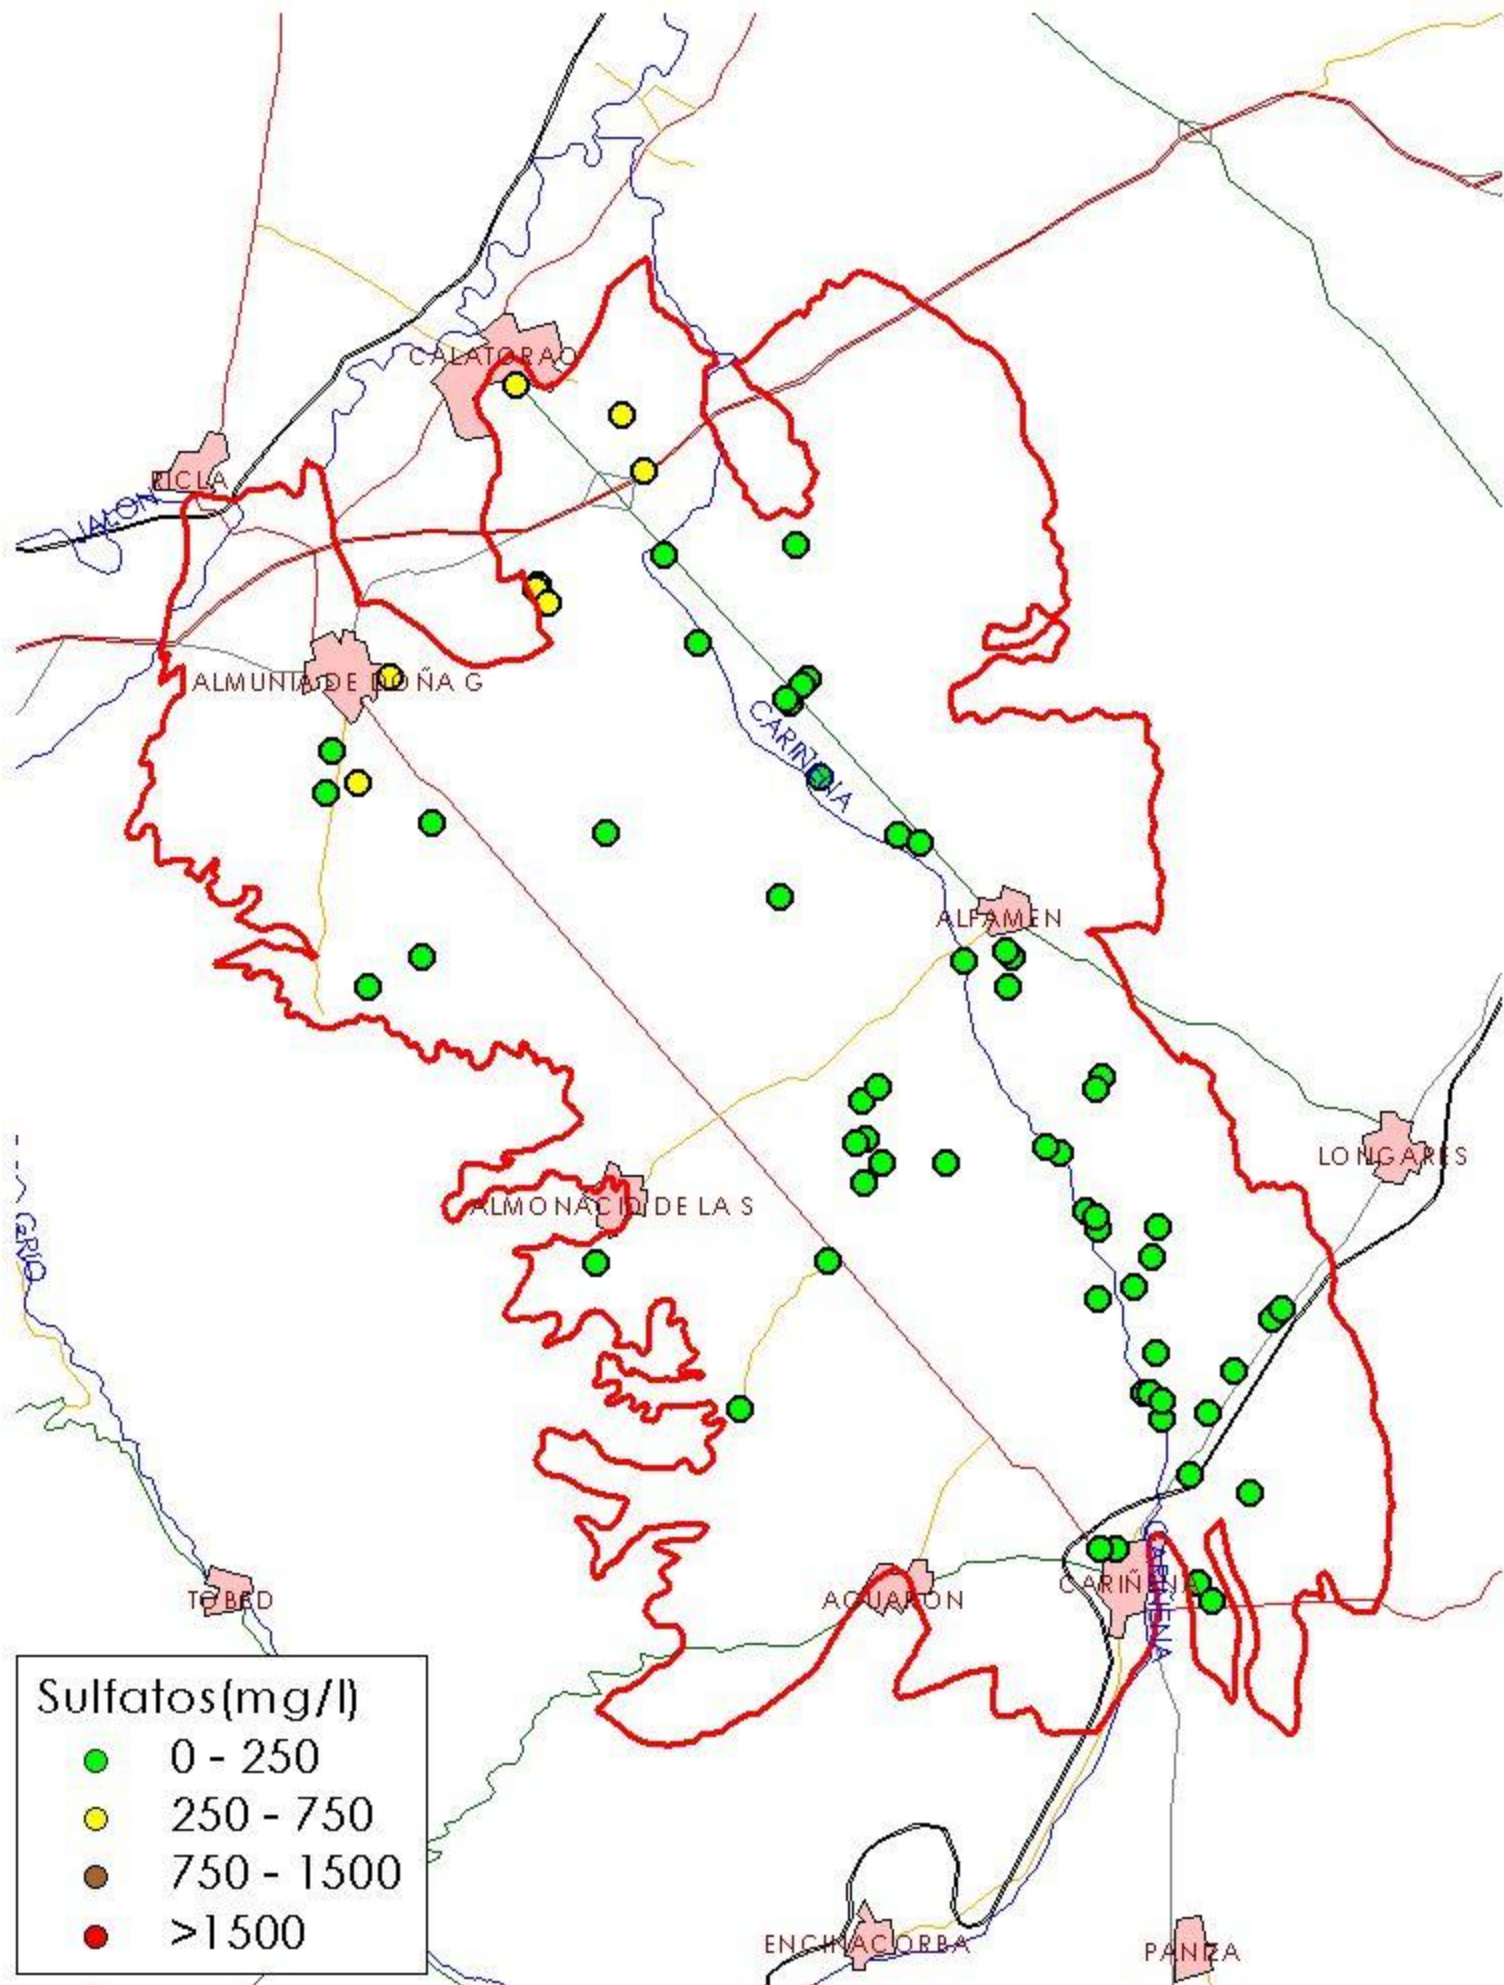 CALATORAO
RICLA
JALON
ALMUNIA DE DOÑA G
CARIÑENA
ALFAMEN
LONGARES
ALMONACID DE LA S
TOBED
AGUARON
CARIÑENA
CARIÑENA
Sulfatos(mg/l)
0 - 250
250 - 750
750 - 1500
>1500
ENCINACORBA
PANIZA